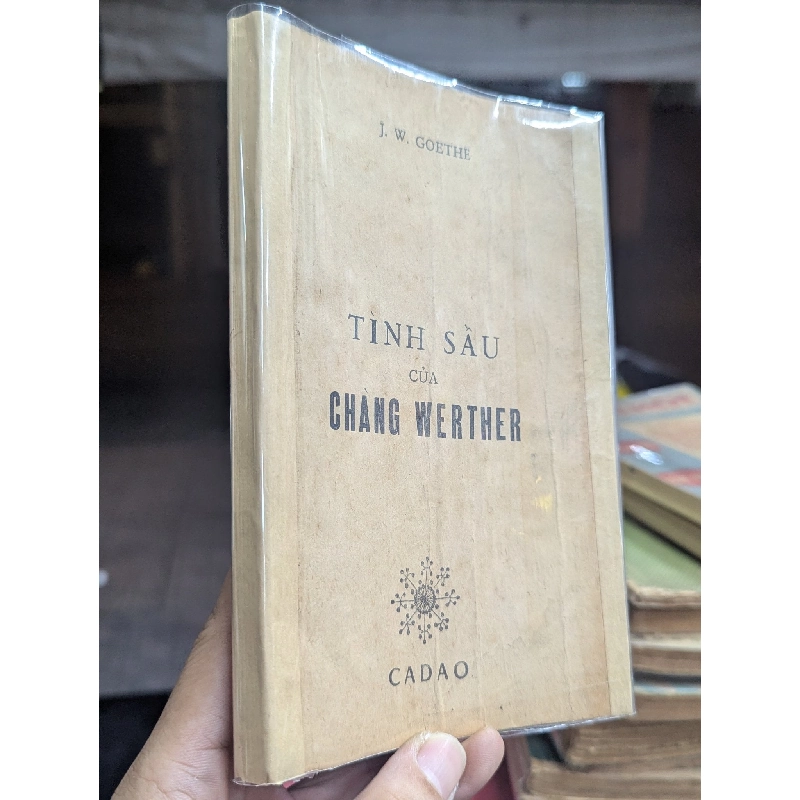 J. W. GOETHE
TÌNH SẦU
CỦA
CHÀNG WERTHER
CADAO